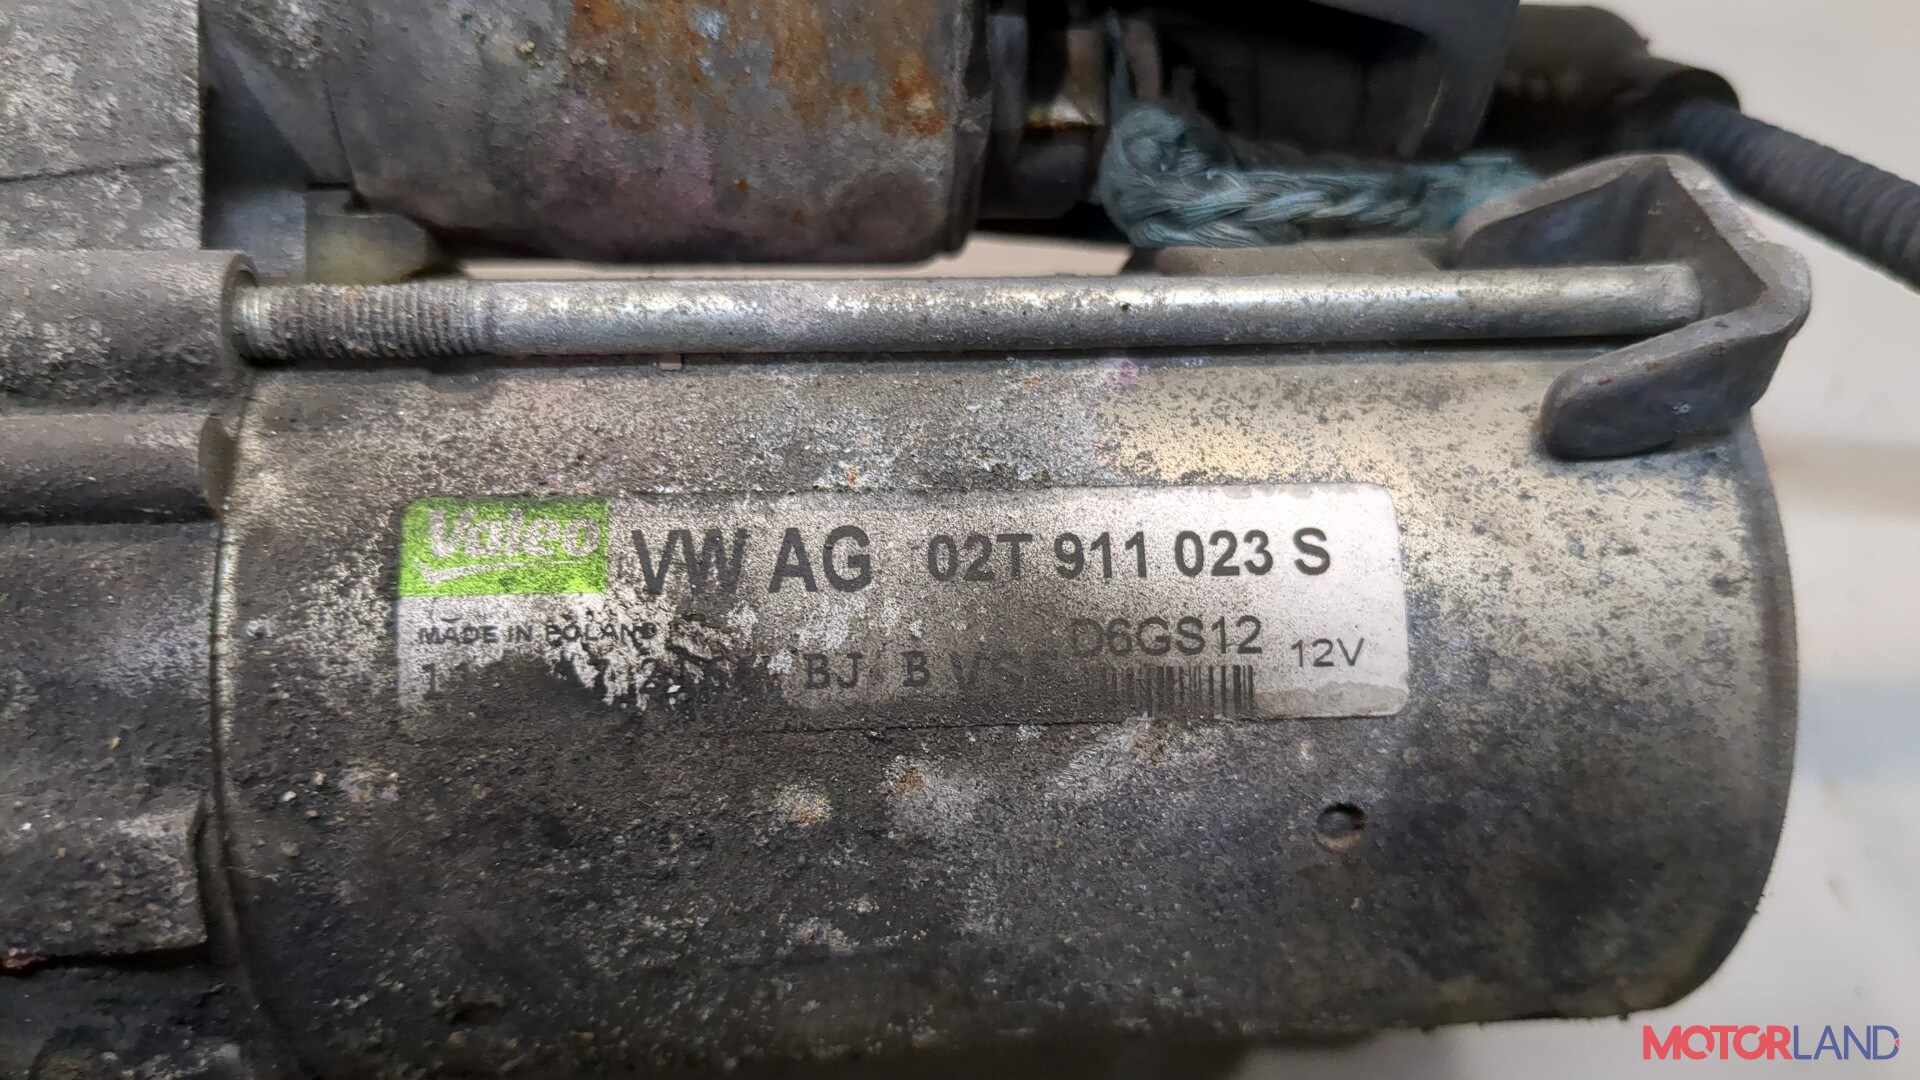 Valeo VW AG 02T 911 023 S
MADE IN POLAND D6GS12 12V
BJ B
MOTORLAND